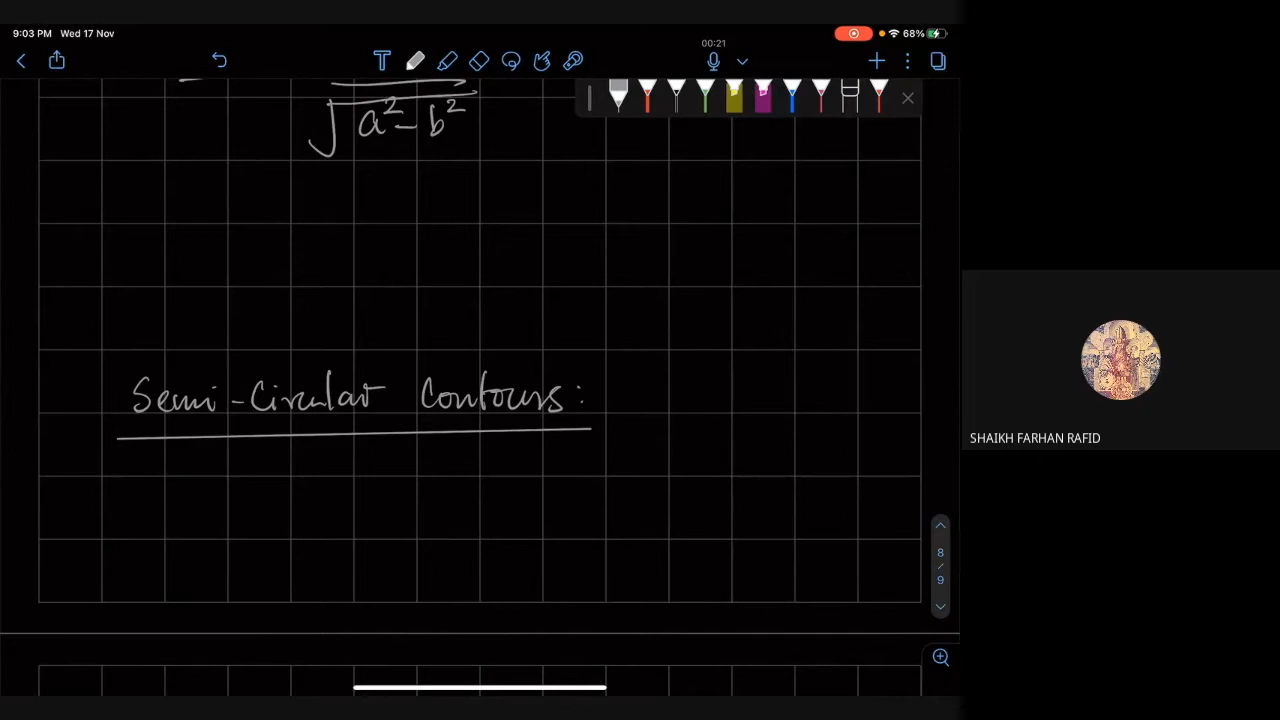 9:03 PM Wed 17 Nov
68%
00:21
T
√a² - b²
Semi-Circular Contours:
SHAIKH FARHAN RAFID
8
/
9